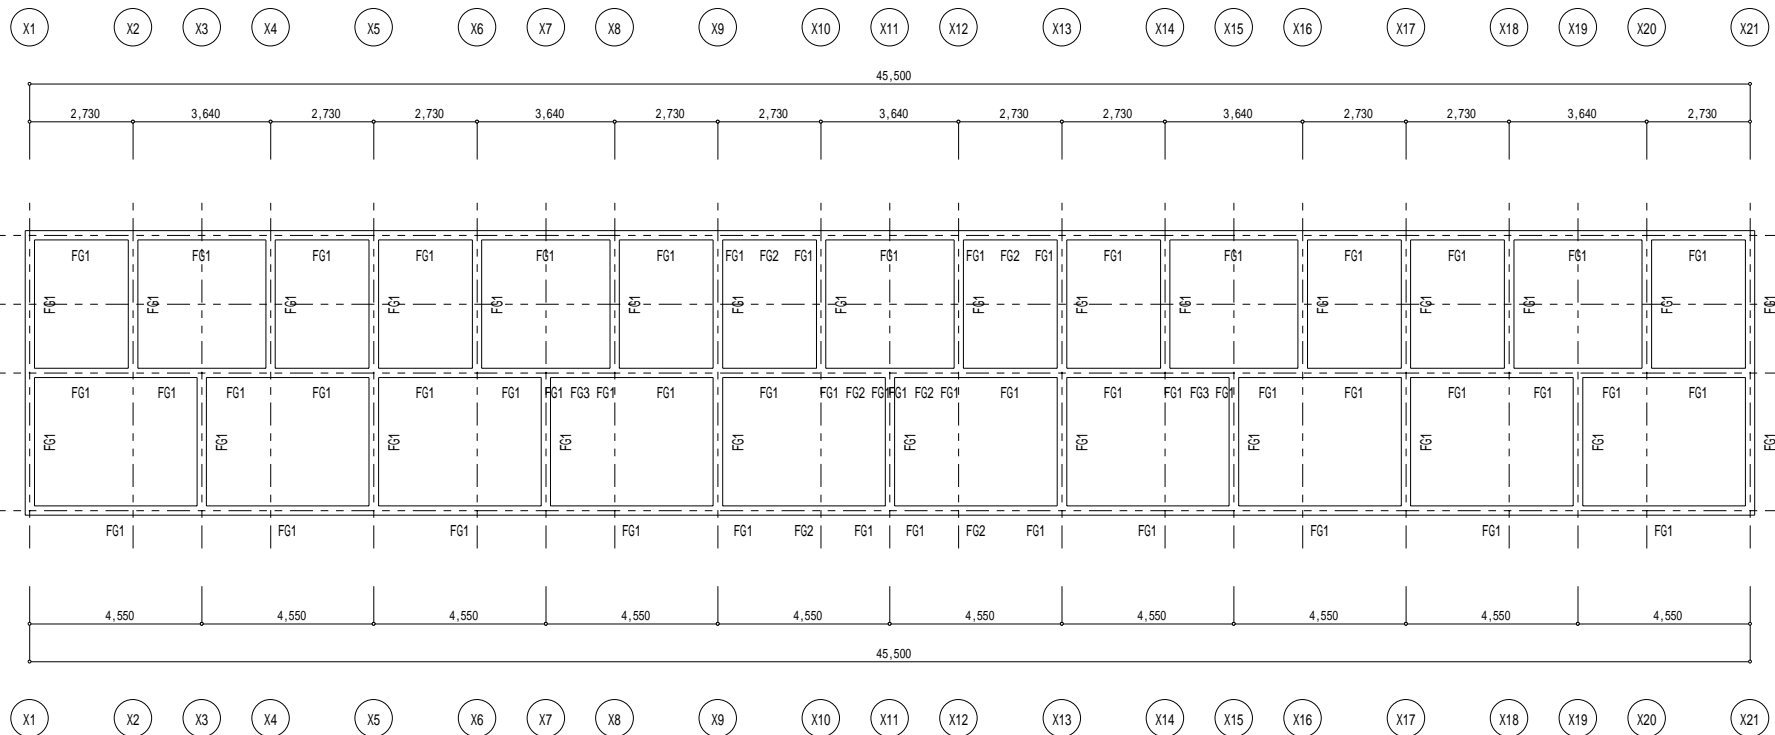 X1 X2 X3 X4 X5 X6 X7 X8 X9 X10 X11 X12 X13 X14 X15 X16 X17 X18 X19 X20 X21
45,500
2,730 3,640 2,730 2,730 3,640 2,730 2,730 3,640 2,730 2,730 3,640 2,730 2,730 3,640 2,730
FG1 FG1 FG1 FG1 FG1 FG1 FG1 FG2 FG1 FG1 FG1 FG2 FG1 FG1 FG1 FG1 FG1 FG1 FG1
FG1 FG1 FG1 FG1 FG1 FG1 FG1 FG1 FG1 FG1 FG1 FG1 FG1 FG1 FG1 FG1
FG1 FG1 FG1 FG1 FG1 FG1 FG1 FG3 FG1 FG1 FG1 FG1 FG2 FG1 FG1 FG2 FG1 FG1 FG1 FG1 FG3 FG1 FG1 FG1 FG1 FG1 FG1 FG1
FG1 FG1 FG1 FG1 FG1 FG1 FG1 FG1 FG1 FG1 FG1
FG1 FG1 FG1 FG1 FG1 FG2 FG1 FG1 FG2 FG1 FG1 FG1 FG1 FG1
4,550 4,550 4,550 4,550 4,550 4,550 4,550 4,550 4,550 4,550
45,500
X1 X2 X3 X4 X5 X6 X7 X8 X9 X10 X11 X12 X13 X14 X15 X16 X17 X18 X19 X20 X21